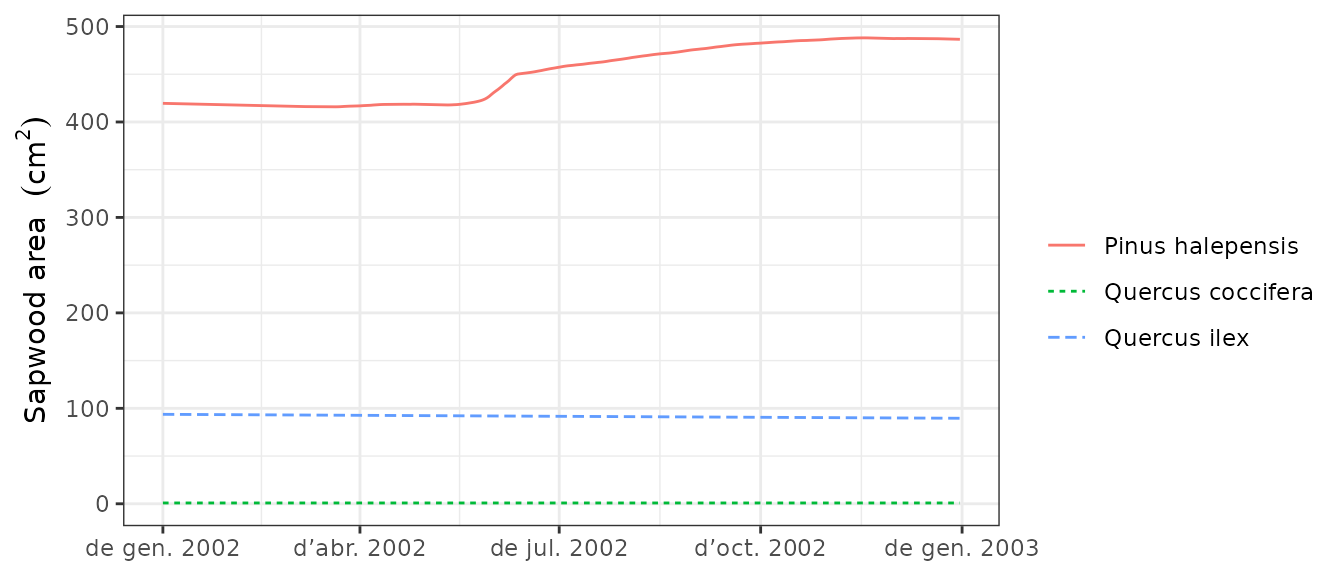 Sapwood area (cm²)
500
400
300
200
100
0
de gen. 2002
d’abr. 2002
de jul. 2002
d’oct. 2002
de gen. 2003
Pinus halepensis
Quercus coccifera
Quercus ilex